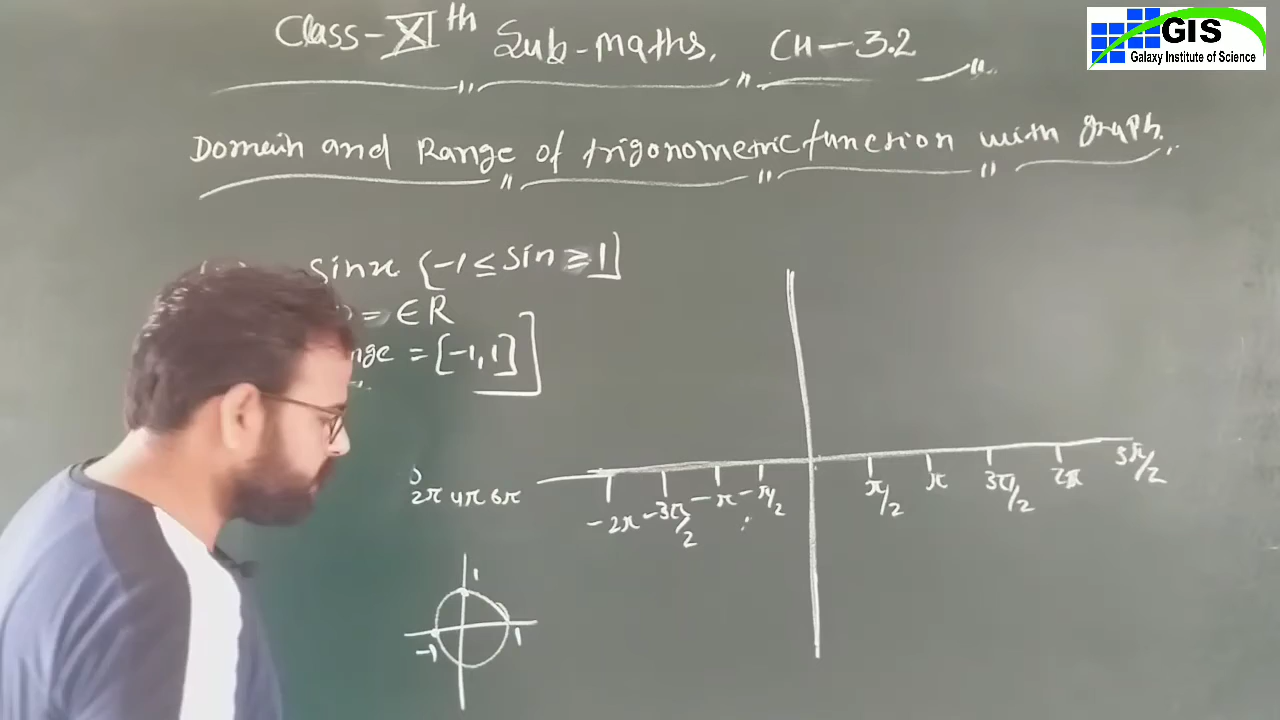 Class-XIth Sub-maths. CH-3.2
GIS
Galaxy Institute of Science
Domain and Range of trigonometric function with graph.
sinx {-1 ≤ sin ≥ 1]
= ∈ R
nge = [-1,1]
0
2π 4π 6π
-2π -3π/2 -π -π/2 π/2 π 3π/2 2π 5π/2
1
-1 1